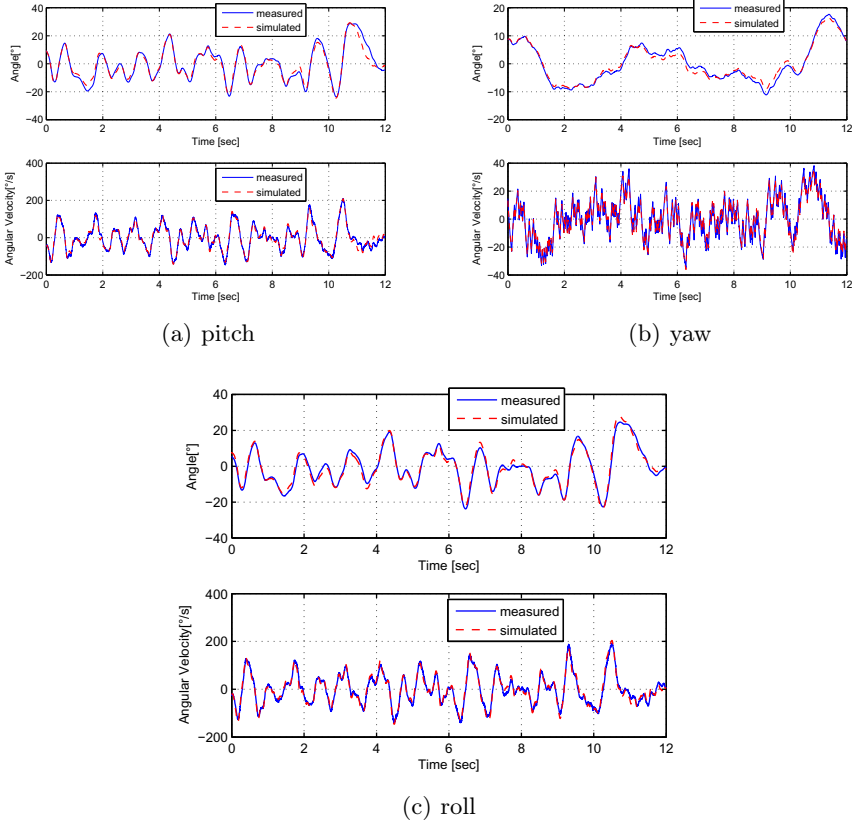 measured
simulated
40
20
0
−20
−40
Angle[°]
0 2 4 6 8 10 12
Time [sec]
measured
simulated
400
200
0
−200
Angular Velocity[°/s]
0 2 4 6 8 10 12
Time [sec]
(a) pitch
measured
simulated
20
10
0
−10
−20
Angle[°]
0 2 4 6 8 10 12
Time [sec]
40
20
0
−20
−40
Angular Velocity[°/s]
0 2 4 6 8 10 12
Time [sec]
(b) yaw
measured
simulated
40
20
0
−20
−40
Angle[°]
0 2 4 6 8 10 12
Time [sec]
measured
simulated
400
200
0
−200
Angular Velocity[°/s]
0 2 4 6 8 10 12
Time [sec]
(c) roll